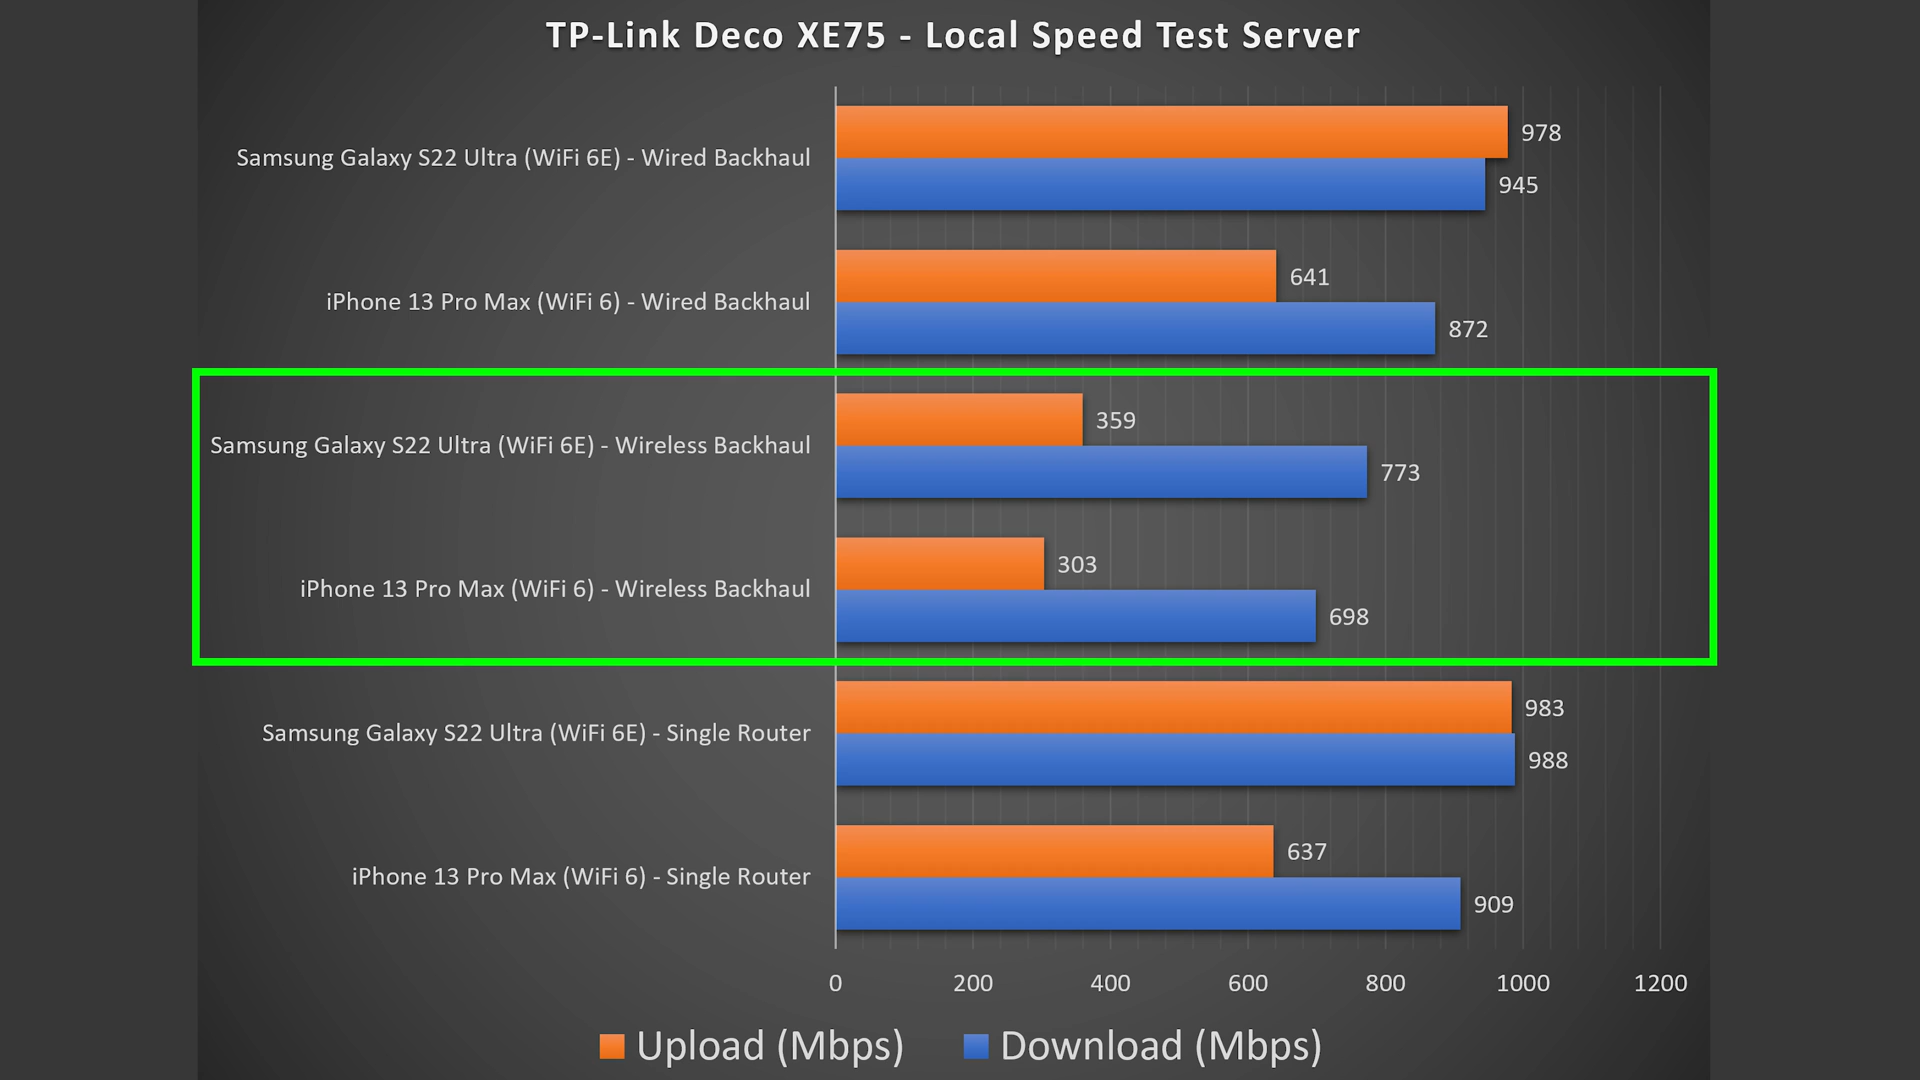 TP-Link Deco XE75 - Local Speed Test Server
Samsung Galaxy S22 Ultra (WiFi 6E) - Wired Backhaul
978
945
iPhone 13 Pro Max (WiFi 6) - Wired Backhaul
641
872
Samsung Galaxy S22 Ultra (WiFi 6E) - Wireless Backhaul
359
773
iPhone 13 Pro Max (WiFi 6) - Wireless Backhaul
303
698
Samsung Galaxy S22 Ultra (WiFi 6E) - Single Router
983
988
iPhone 13 Pro Max (WiFi 6) - Single Router
637
909
0 200 400 600 800 1000 1200
Upload (Mbps) Download (Mbps)